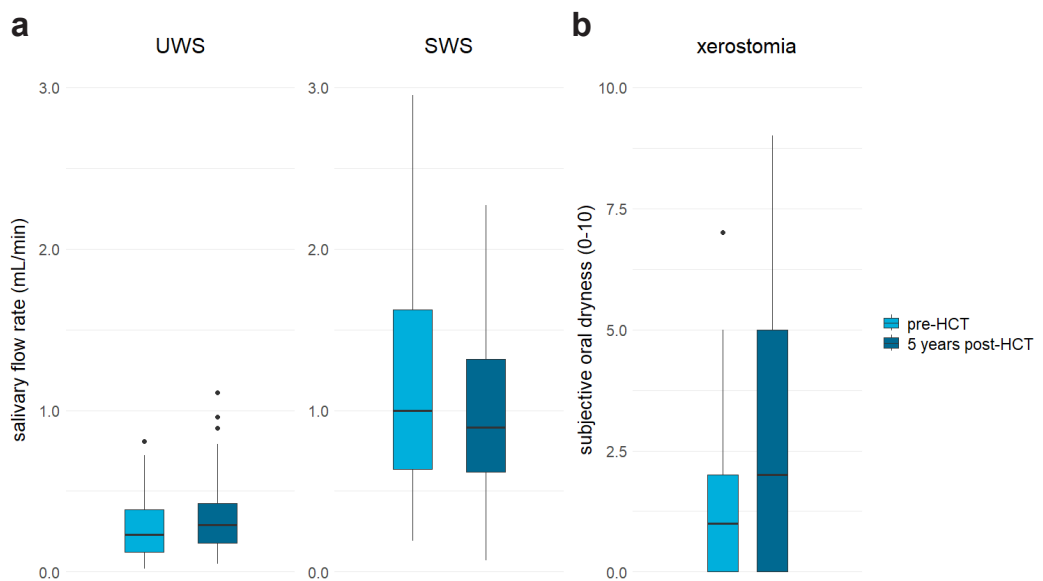 a
UWS
SWS
b
xerostomia
salivary flow rate (mL/min)
3.0
2.0
1.0
0.0
3.0
2.0
1.0
0.0
subjective oral dryness (0-10)
10.0
7.5
5.0
2.5
0.0
pre-HCT
5 years post-HCT